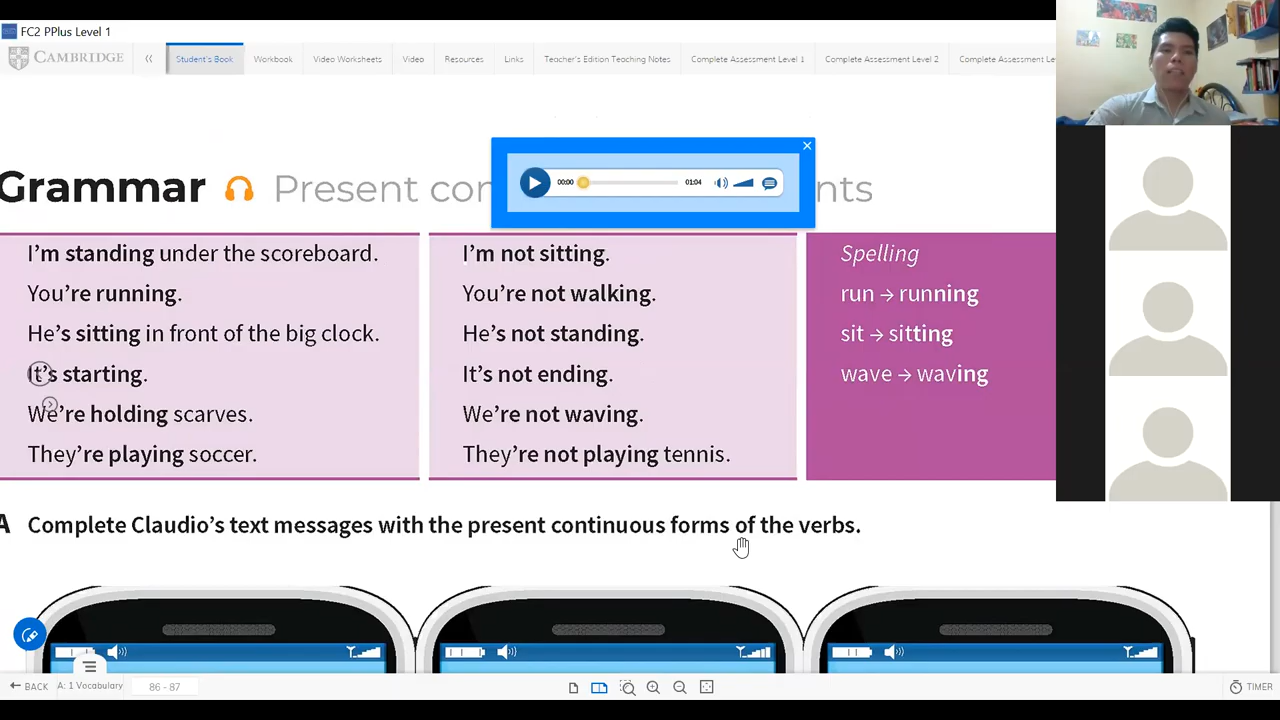 FC2 PPlus Level 1
CAMBRIDGE
Student's Book
Workbook
Video Worksheets
Video
Resources
Links
Teacher's Edition Teaching Notes
Complete Assessment Level 1
Complete Assessment Level 2
Complete Assessment Le
00:00
01:04
Grammar Present con nts
I'm standing under the scoreboard.
You're running.
He's sitting in front of the big clock.
It's starting.
We're holding scarves.
They're playing soccer.
I'm not sitting.
You're not walking.
He's not standing.
It's not ending.
We're not waving.
They're not playing tennis.
Spelling
run → running
sit → sitting
wave → waving
A Complete Claudio's text messages with the present continuous forms of the verbs.
BACK
A: 1 Vocabulary
86 - 87
TIMER